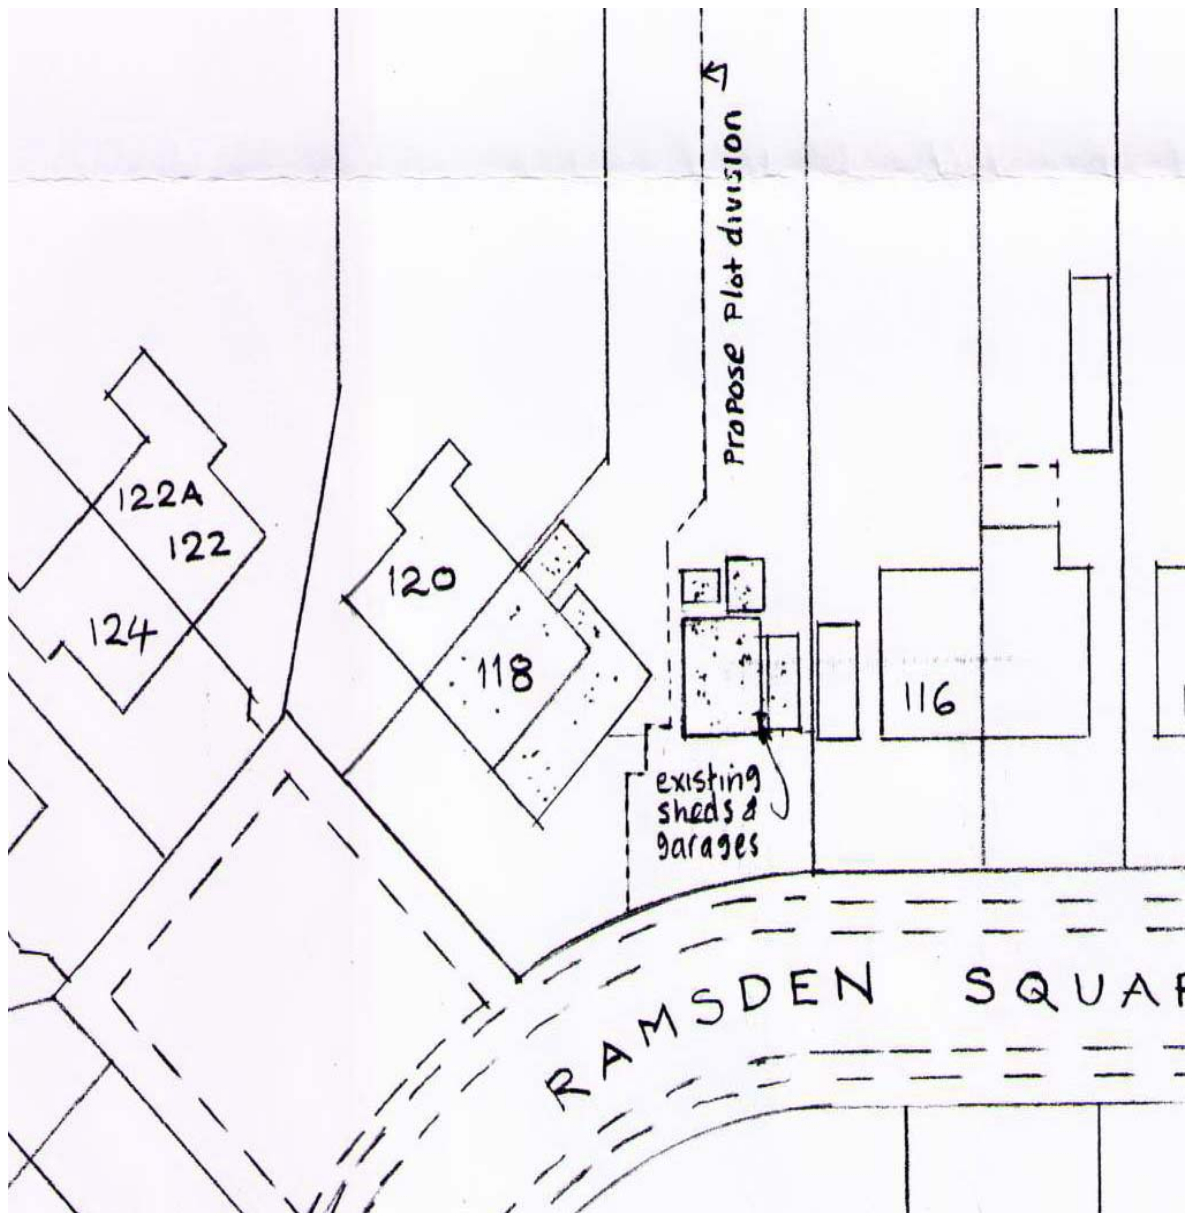 Propose Plot division
122A
122
124
120
118
116
existing
sheds &
garages
RAMSDEN SQUAR